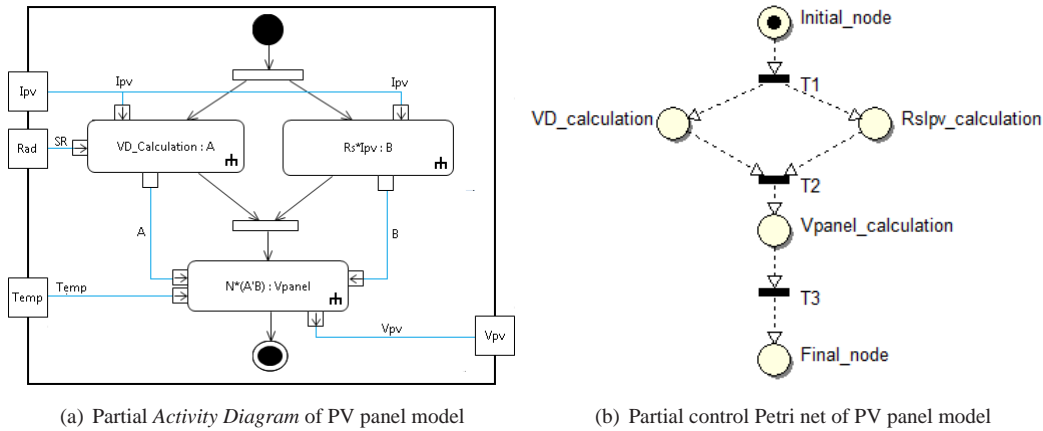 Initial_node
T1
Ipv
Ipv
Ipv
VD_calculation
RsIpv_calculation
Rad
SR
VD_Calculation : A
Rs*Ipv : B
T2
Vpanel_calculation
A
B
Temp
Temp
N*(A'B) : Vpanel
T3
Vpv
Vpv
Final_node
(a) Partial Activity Diagram of PV panel model
(b) Partial control Petri net of PV panel model